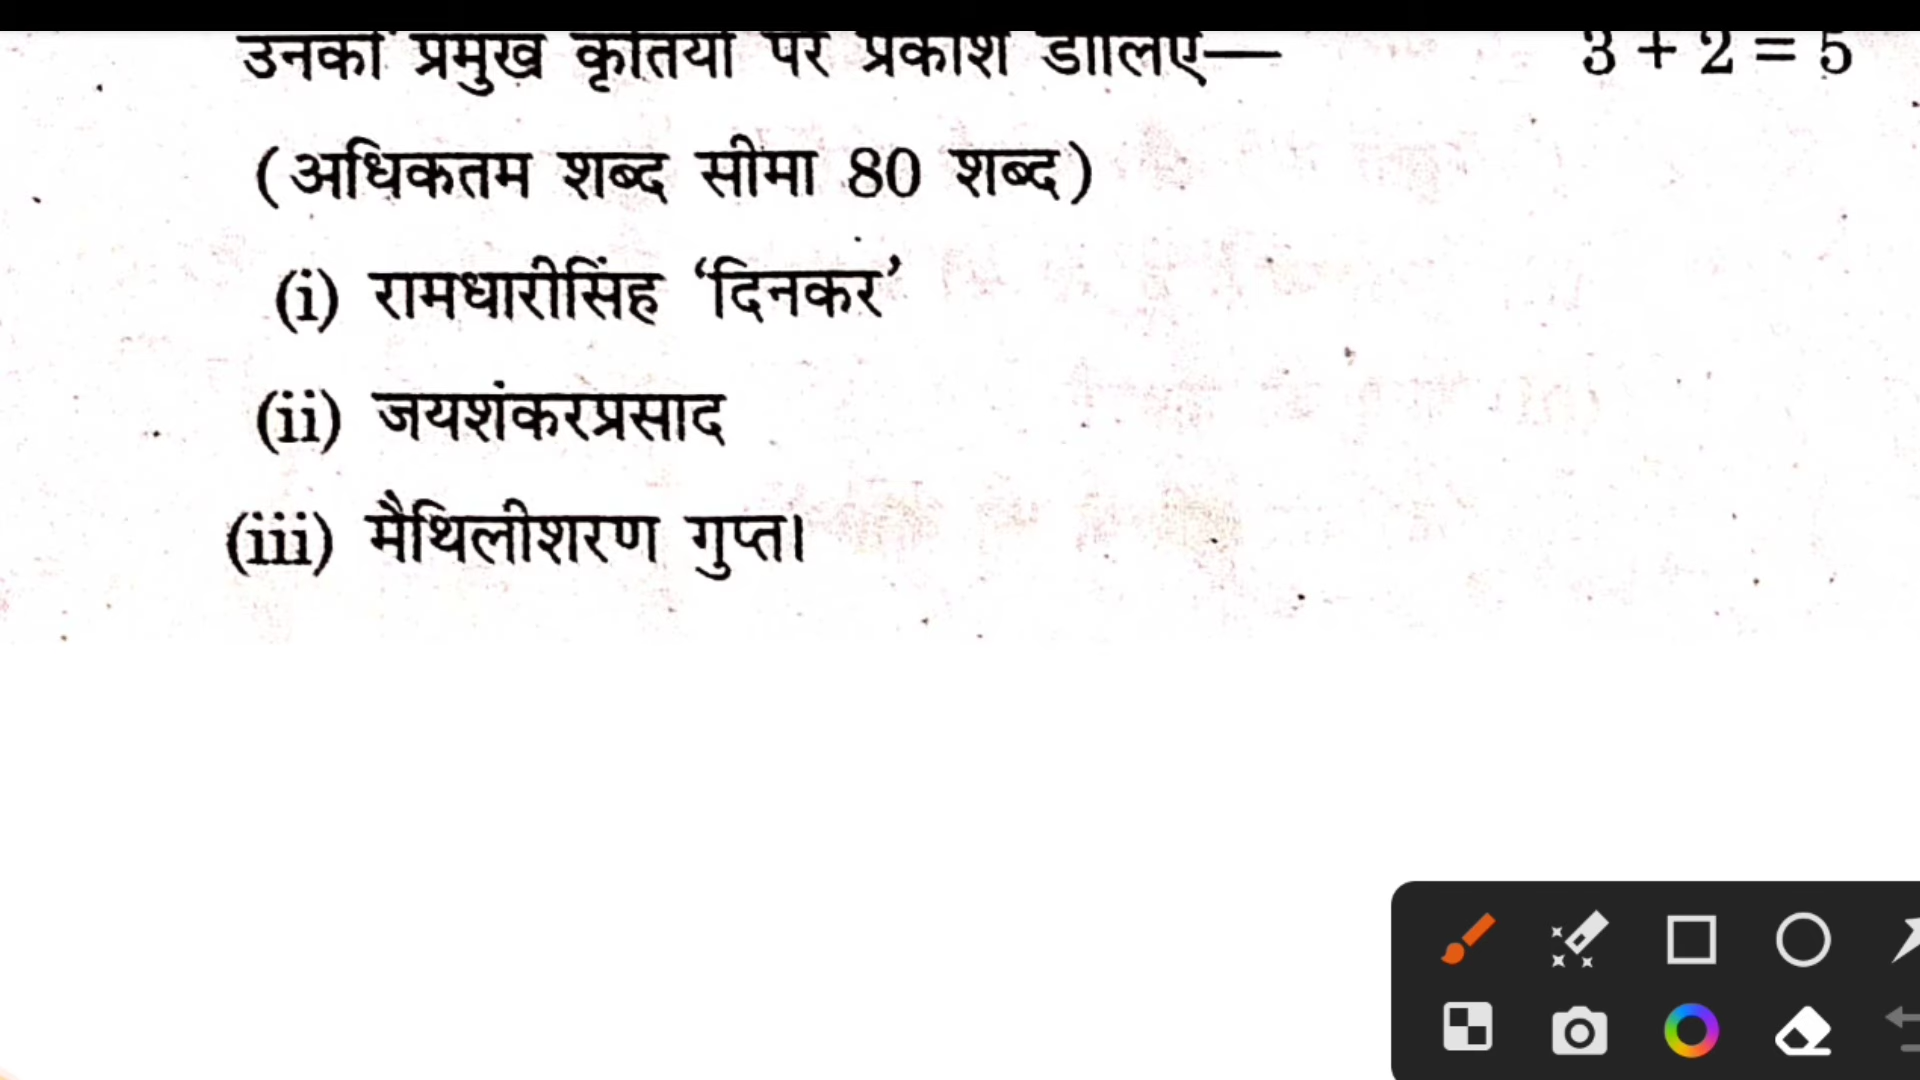 उनकी प्रमुख कृतियों पर प्रकाश डालिए— 3 + 2 = 5
(अधिकतम शब्द सीमा 80 शब्द)
(i) रामधारीसिंह ‘दिनकर’
(ii) जयशंकरप्रसाद
(iii) मैथिलीशरण गुप्त।